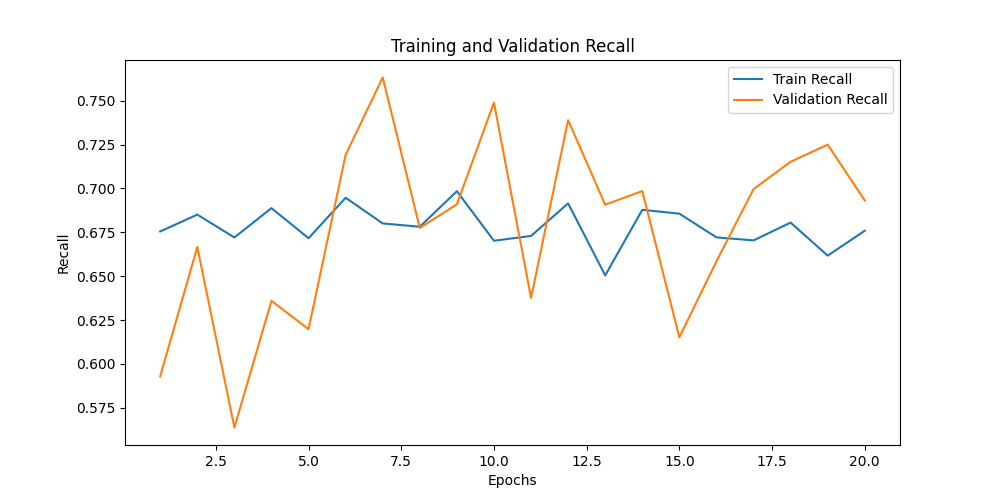 Training and Validation Recall
Train Recall
Validation Recall
Recall
0.750
0.725
0.700
0.675
0.650
0.625
0.600
0.575
2.5 5.0 7.5 10.0 12.5 15.0 17.5 20.0
Epochs